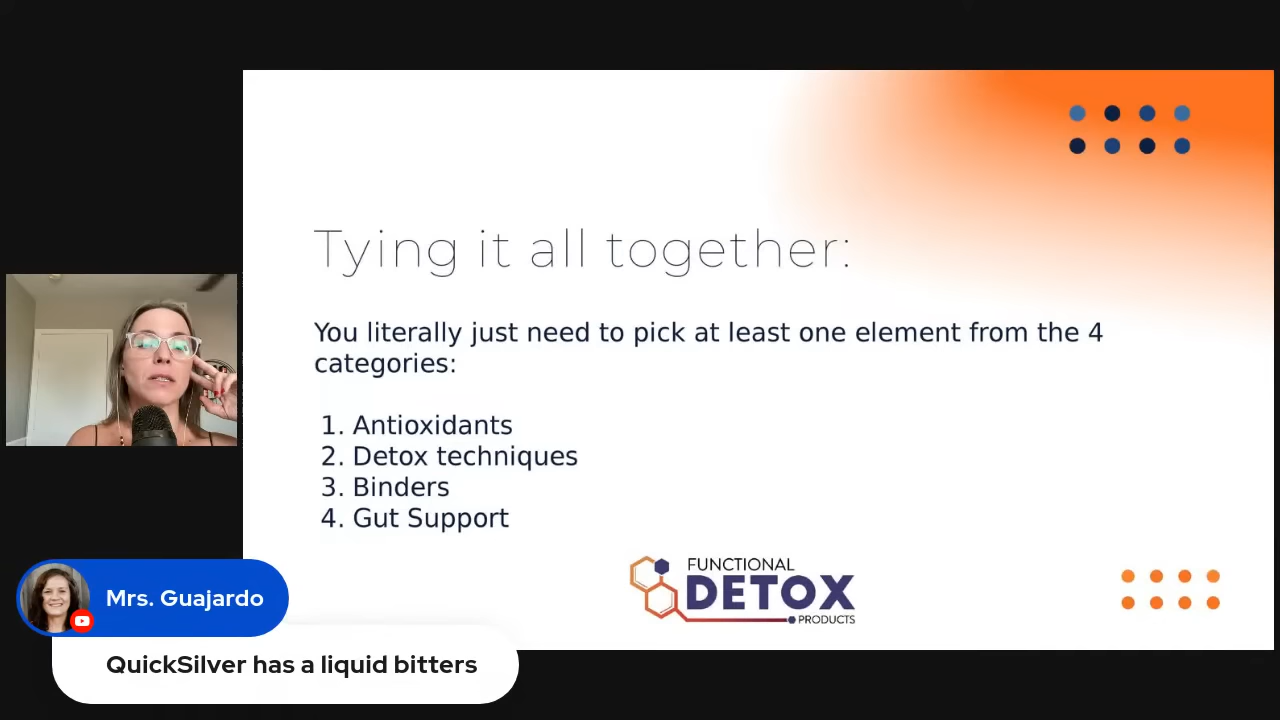 Tying it all together:
You literally just need to pick at least one element from the 4
categories:
1. Antioxidants
2. Detox techniques
3. Binders
4. Gut Support
FUNCTIONAL
DETOX
PRODUCTS
Mrs. Guajardo
QuickSilver has a liquid bitters